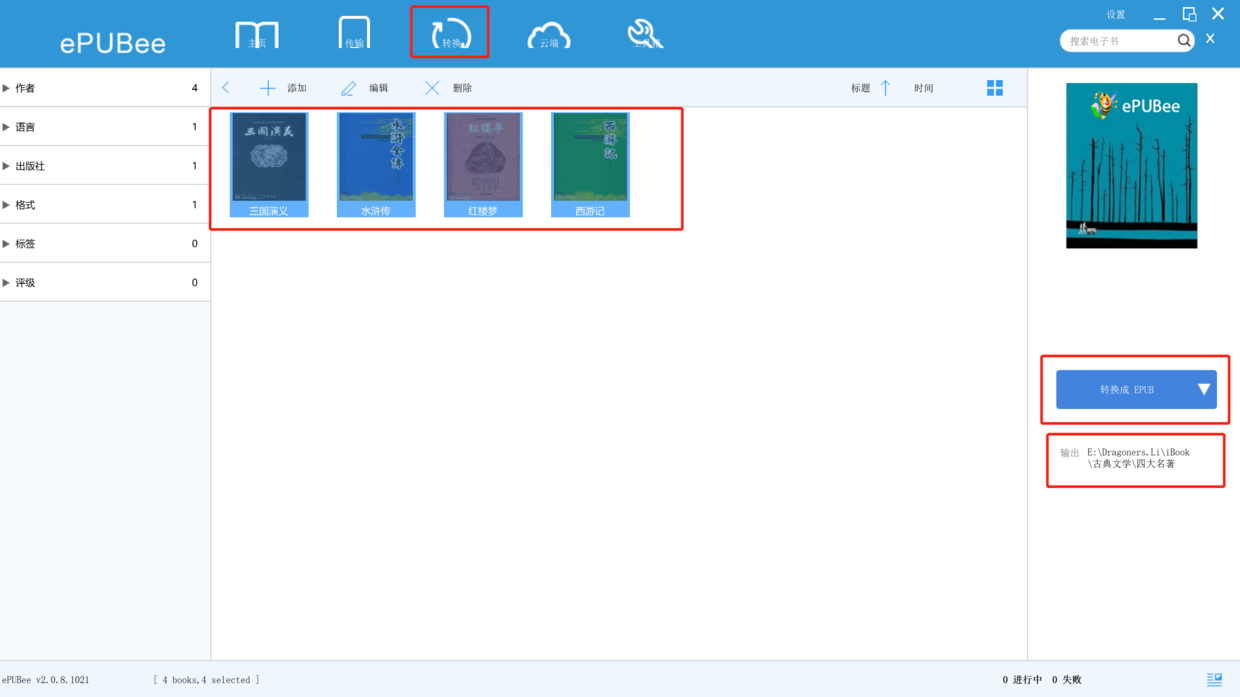 设置
ePUBee
主页
传输
转换
云端
搜索电子书
作者 4
语言 1
出版社 1
格式 1
标签 0
评级 0
添加 编辑 删除
标题 时间
三国演义
水浒全传
红楼梦
西游记
三国演义 水浒传 红楼梦 西游记
ePUBee
转换成 EPUB
输出 E:\Dragoners.Li\iBook
\古典文学\四大名著
ePUBee v2.0.8.1021
[ 4 books,4 selected ]
0 进行中 0 失败